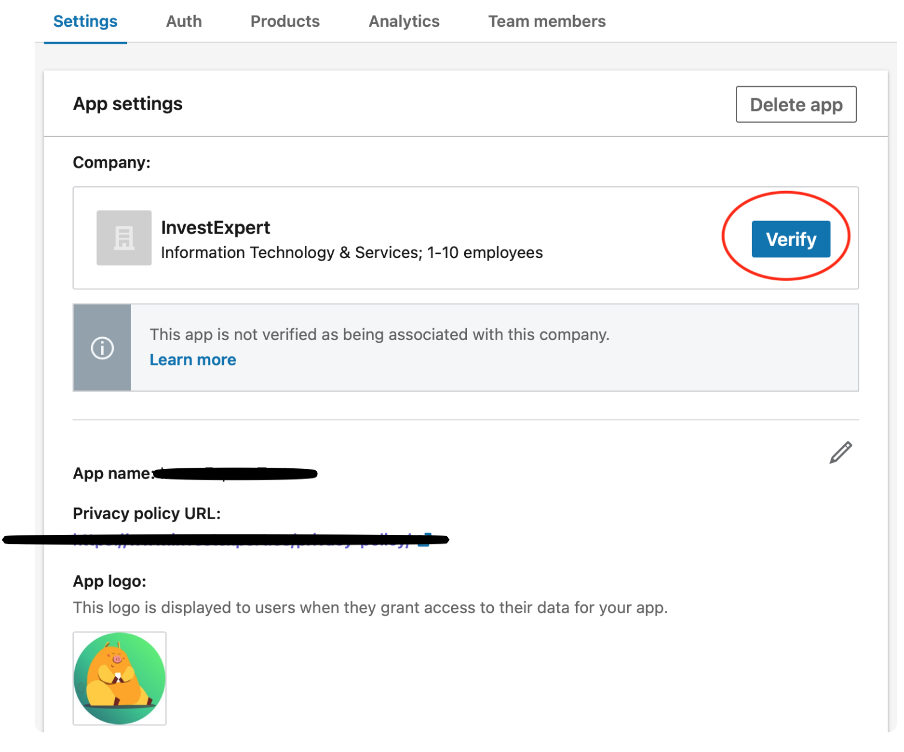 Settings Auth Products Analytics Team members
App settings
Delete app
Company:
InvestExpert
Information Technology & Services; 1-10 employees
Verify
This app is not verified as being associated with this company.
Learn more
App name:
Privacy policy URL:
App logo:
This logo is displayed to users when they grant access to their data for your app.